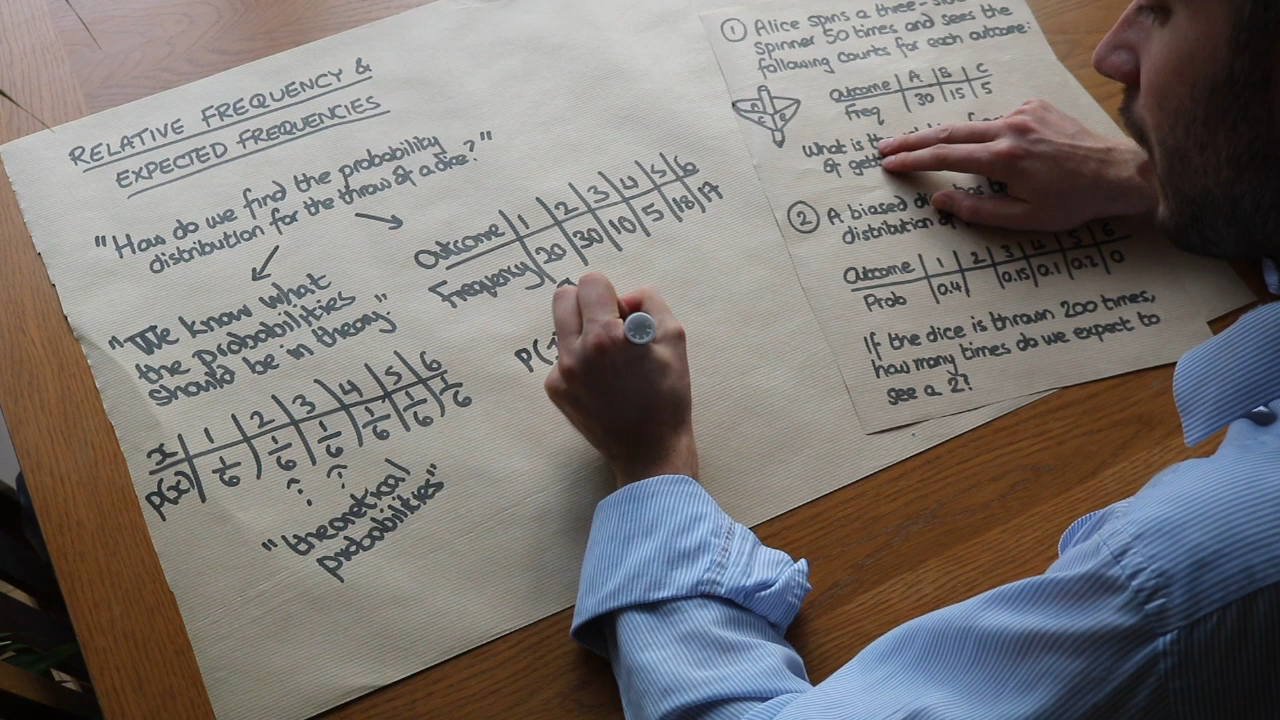 RELATIVE FREQUENCY &
EXPECTED FREQUENCIES
"How do we find the probability
distribution for the throw of a dice?"
"We know what
the probabilities
should be in theory."
x 1 2 3 4 5 6
P(x) 1/6 1/6 1/6 1/6 1/6 1/6
? ?
"theoretical
probabilities"
Outcome 1 2 3 4 5 6
Frequency 20 30 10 5 18 17
P(
① Alice spins a three-
spinner 50 times and sees the
following counts for each outcome:
Outcome A B C
Freq 30 15 5
What is
of
② A biased
distribution
Outcome 1 2 3 4 5 6
Prob 0.4 0.15 0.1 0.2 0
If the dice is thrown 200 times,
how many times do we expect to
see a 2?